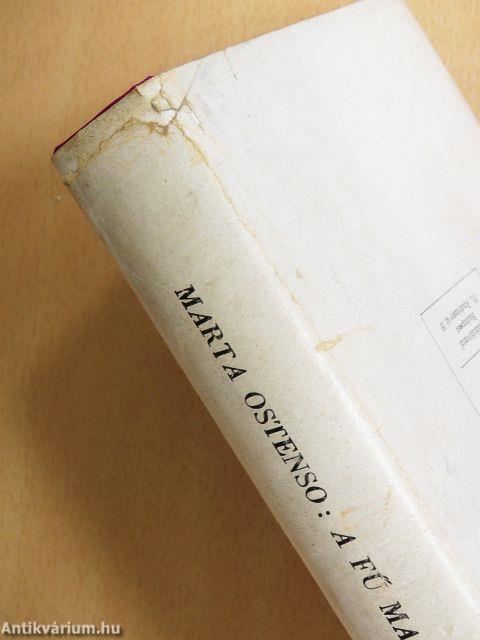 MARTA OSTENSO: A FŰ MA
Antikvárium.hu